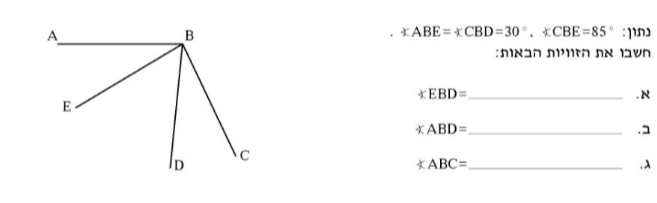 נתון: ∢CBE=85° , ∢ABE=∢CBD=30° .
חשבו את הזוויות הבאות:
א. ∢EBD=
ב. ∢ABD=
ג. ∢ABC=
A
B
E
D
C